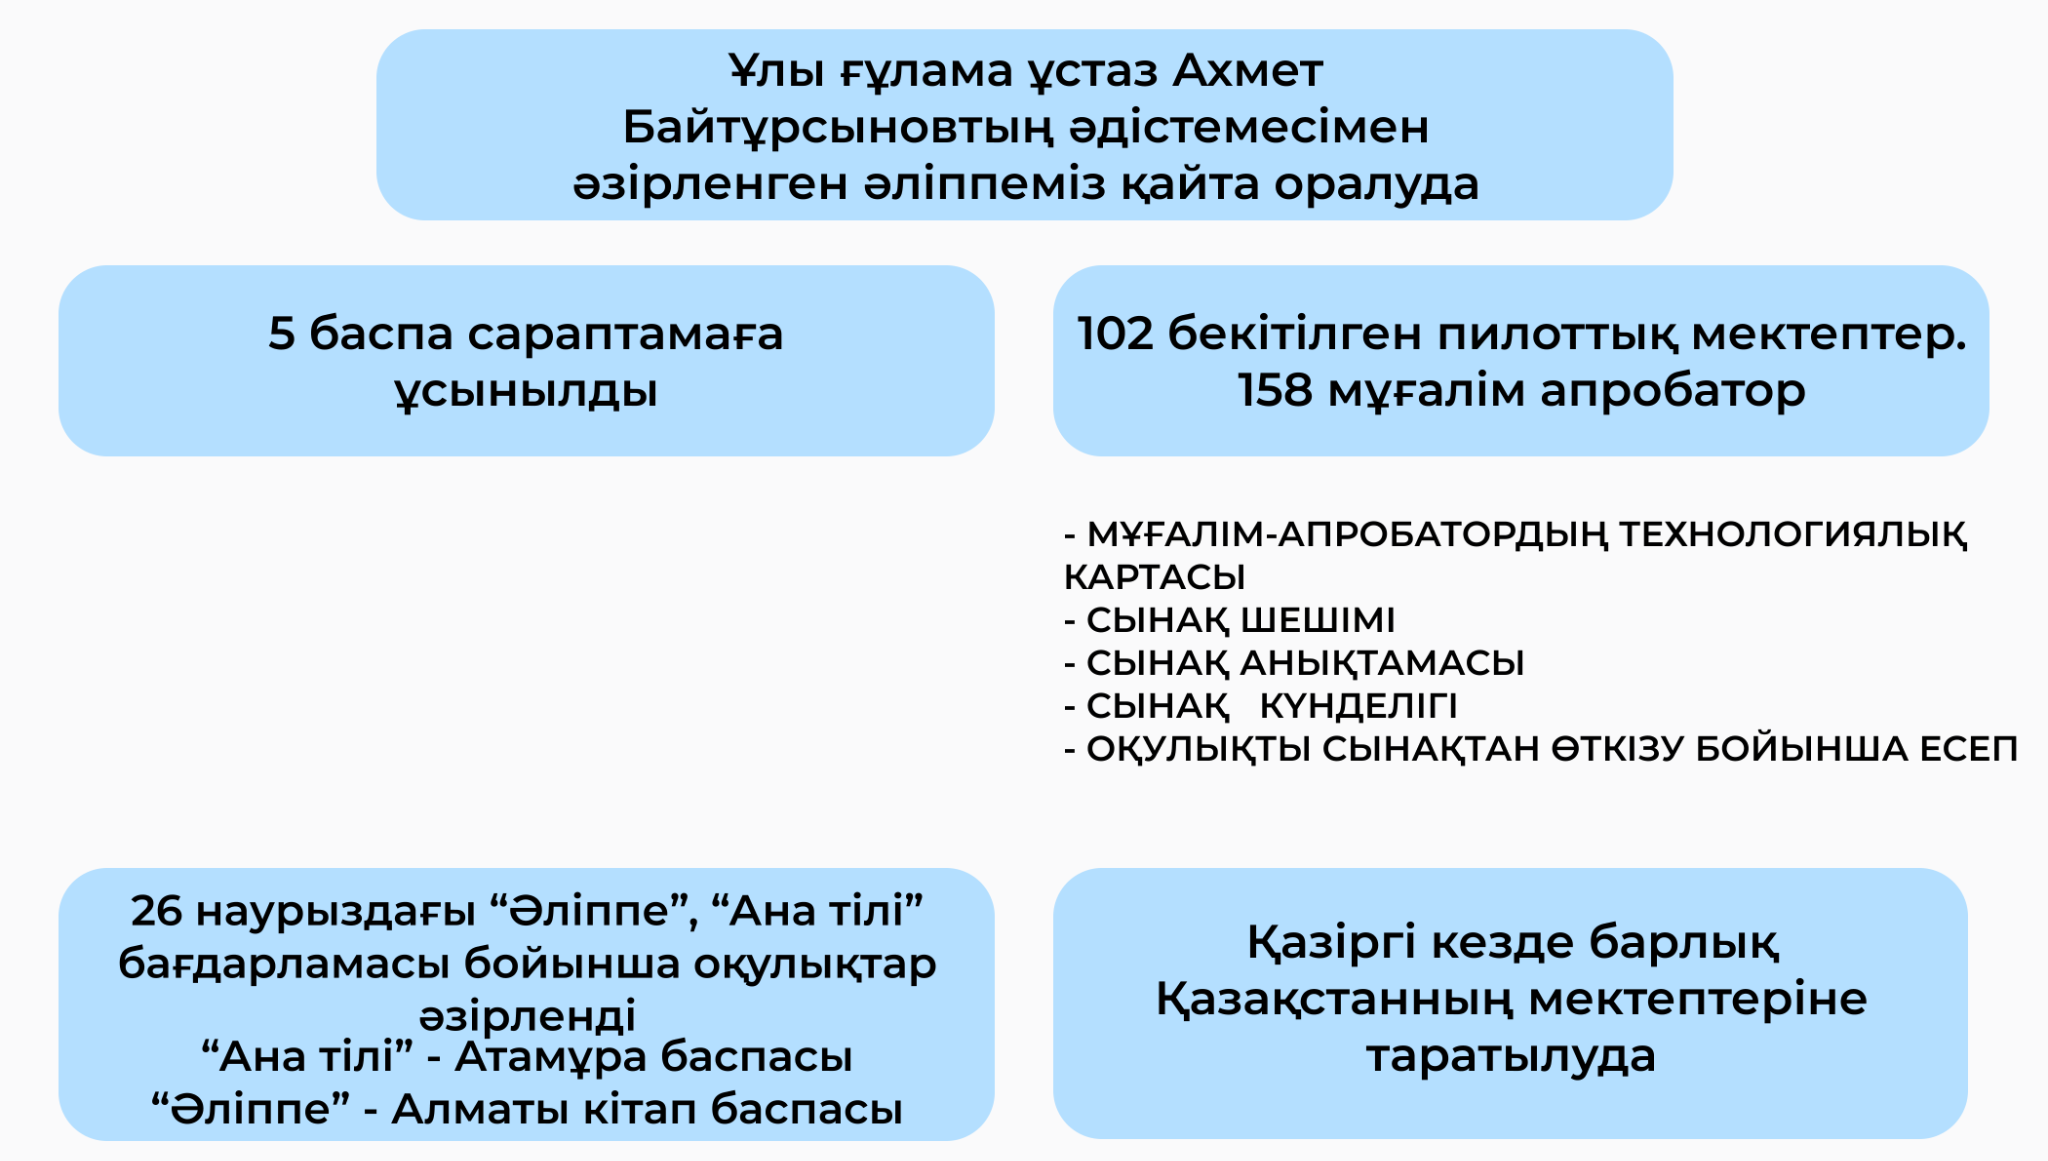 Ұлы ғұлама ұстаз Ахмет
Байтұрсыновтың әдістемесімен
әзірленген әліппеміз қайта оралуда
5 баспа сараптамаға
ұсынылды
102 бекітілген пилоттық мектептер.
158 мұғалім апробатор
- МҰҒАЛІМ-АПРОБАТОРДЫҢ ТЕХНОЛОГИЯЛЫҚ
КАРТАСЫ
- СЫНАҚ ШЕШІМІ
- СЫНАҚ АНЫҚТАМАСЫ
- СЫНАҚ   КҮНДЕЛІГІ
- ОҚУЛЫҚТЫ СЫНАҚТАН ӨТКІЗУ БОЙЫНША ЕСЕП
26 наурыздағы “Әліппе”, “Ана тілі”
бағдарламасы бойынша оқулықтар
әзірленді
“Ана тілі” - Атамұра баспасы
“Әліппе” - Алматы кітап баспасы
Қазіргі кезде барлық
Қазақстанның мектептеріне
таратылуда